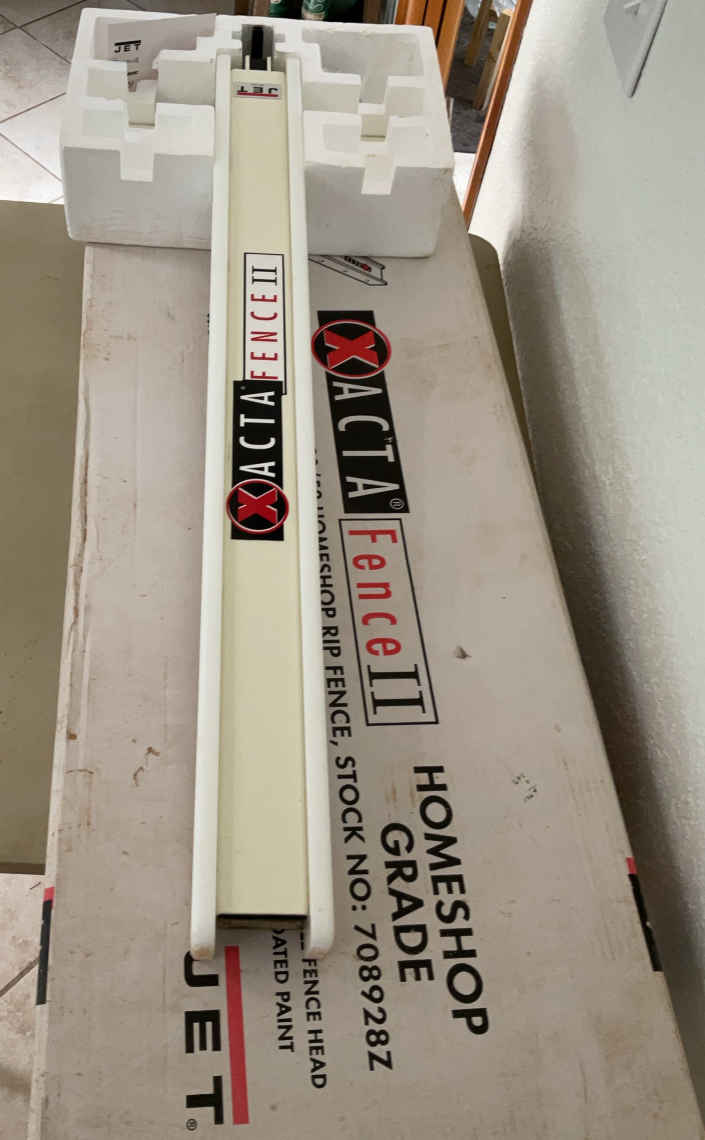 JET
JET
XACTA FENCE II
XACTA® Fence II
HOMESHOP
GRADE
HOMESHOP RIP FENCE, STOCK NO: 708928Z
FENCE HEAD
PAINT
JET®